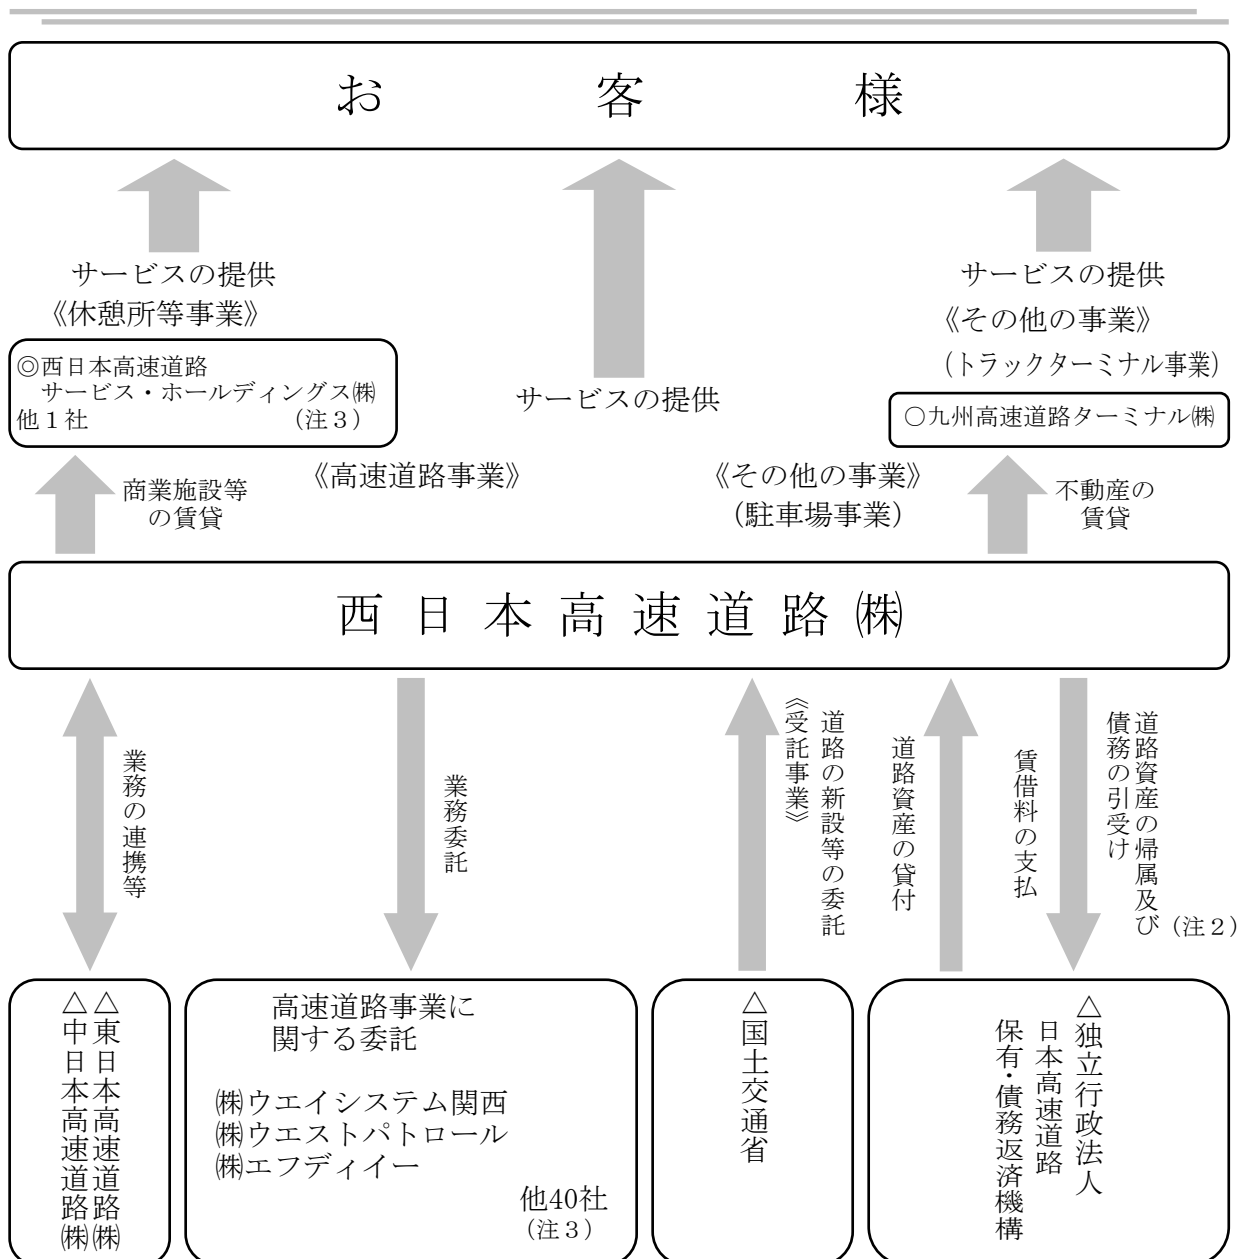 お客様
サービスの提供
《休憩所等事業》
◎西日本高速道路
サービス・ホールディングス㈱
他１社 （注３）
サービスの提供
サービスの提供
《その他の事業》
（トラックターミナル事業）
○九州高速道路ターミナル㈱
商業施設等
の賃貸
《高速道路事業》
《その他の事業》
（駐車場事業）
不動産の
賃貸
西日本高速道路㈱
業務の連携等
業務委託
道路の新設等の委託
《受託事業》
道路資産の貸付
賃借料の支払
道路資産の帰属及び
債務の引受け
（注２）
△東日本高速道路㈱
△中日本高速道路㈱
高速道路事業に
関する委託
㈱ウエイシステム関西
㈱ウエストパトロール
㈱エフディイー
他40社
（注３）
△国土交通省
△独立行政法人
日本高速道路
保有・債務返済機構